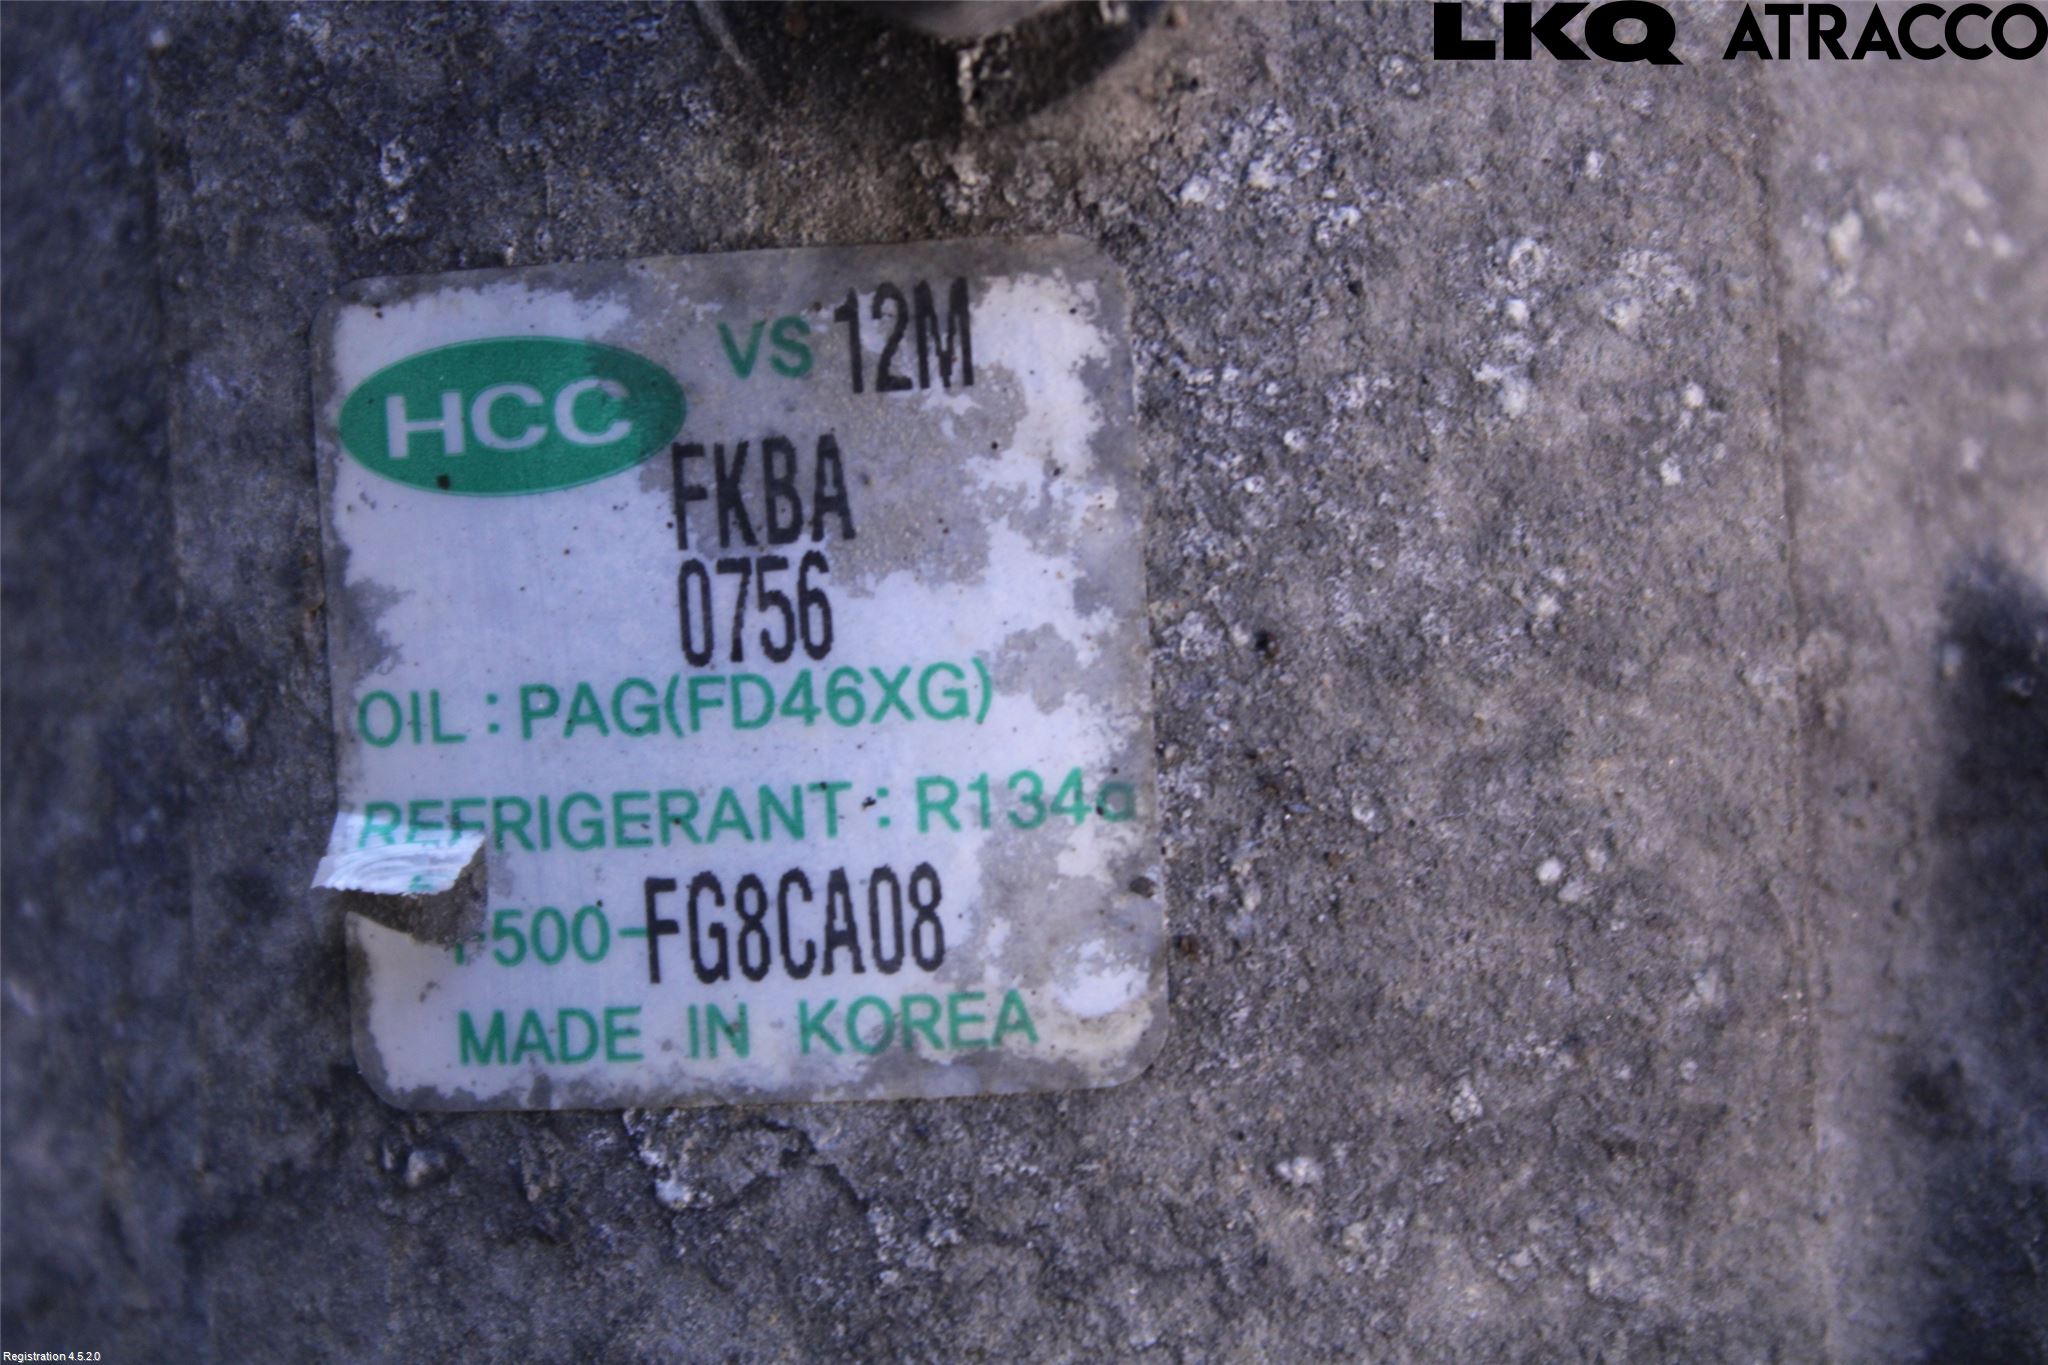 LKQ ATRACCO
VS 12M
HCC
FKBA
0756
OIL : PAG(FD46XG)
REFRIGERANT : R134a
F500-FG8CA08
MADE IN KOREA
Registration 4.5.2.0